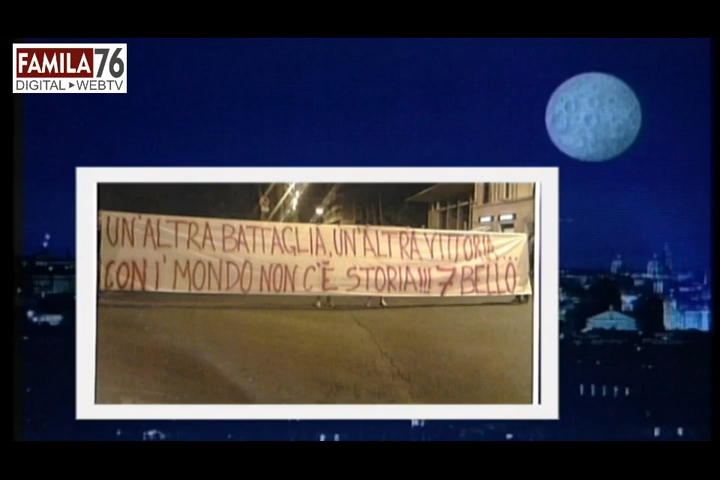 FAMILA76
DIGITAL WEBTV
UN'ALTRA BATTAGLIA, UN'ALTRA VITTORIA
CON I' MONDO NON C'È STORIA!!! 7 BELLO